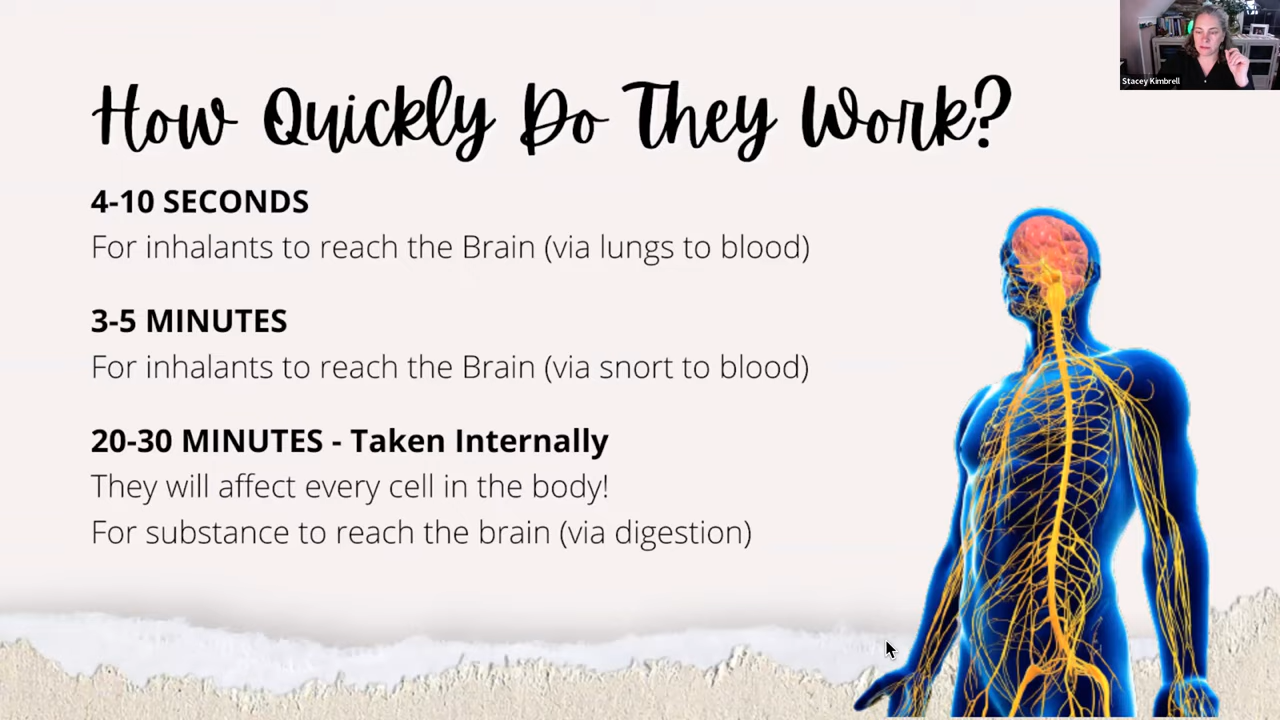 How Quickly Do They Work?
4-10 SECONDS
For inhalants to reach the Brain (via lungs to blood)
3-5 MINUTES
For inhalants to reach the Brain (via snort to blood)
20-30 MINUTES - Taken Internally
They will affect every cell in the body!
For substance to reach the brain (via digestion)
Stacey Kimbrell